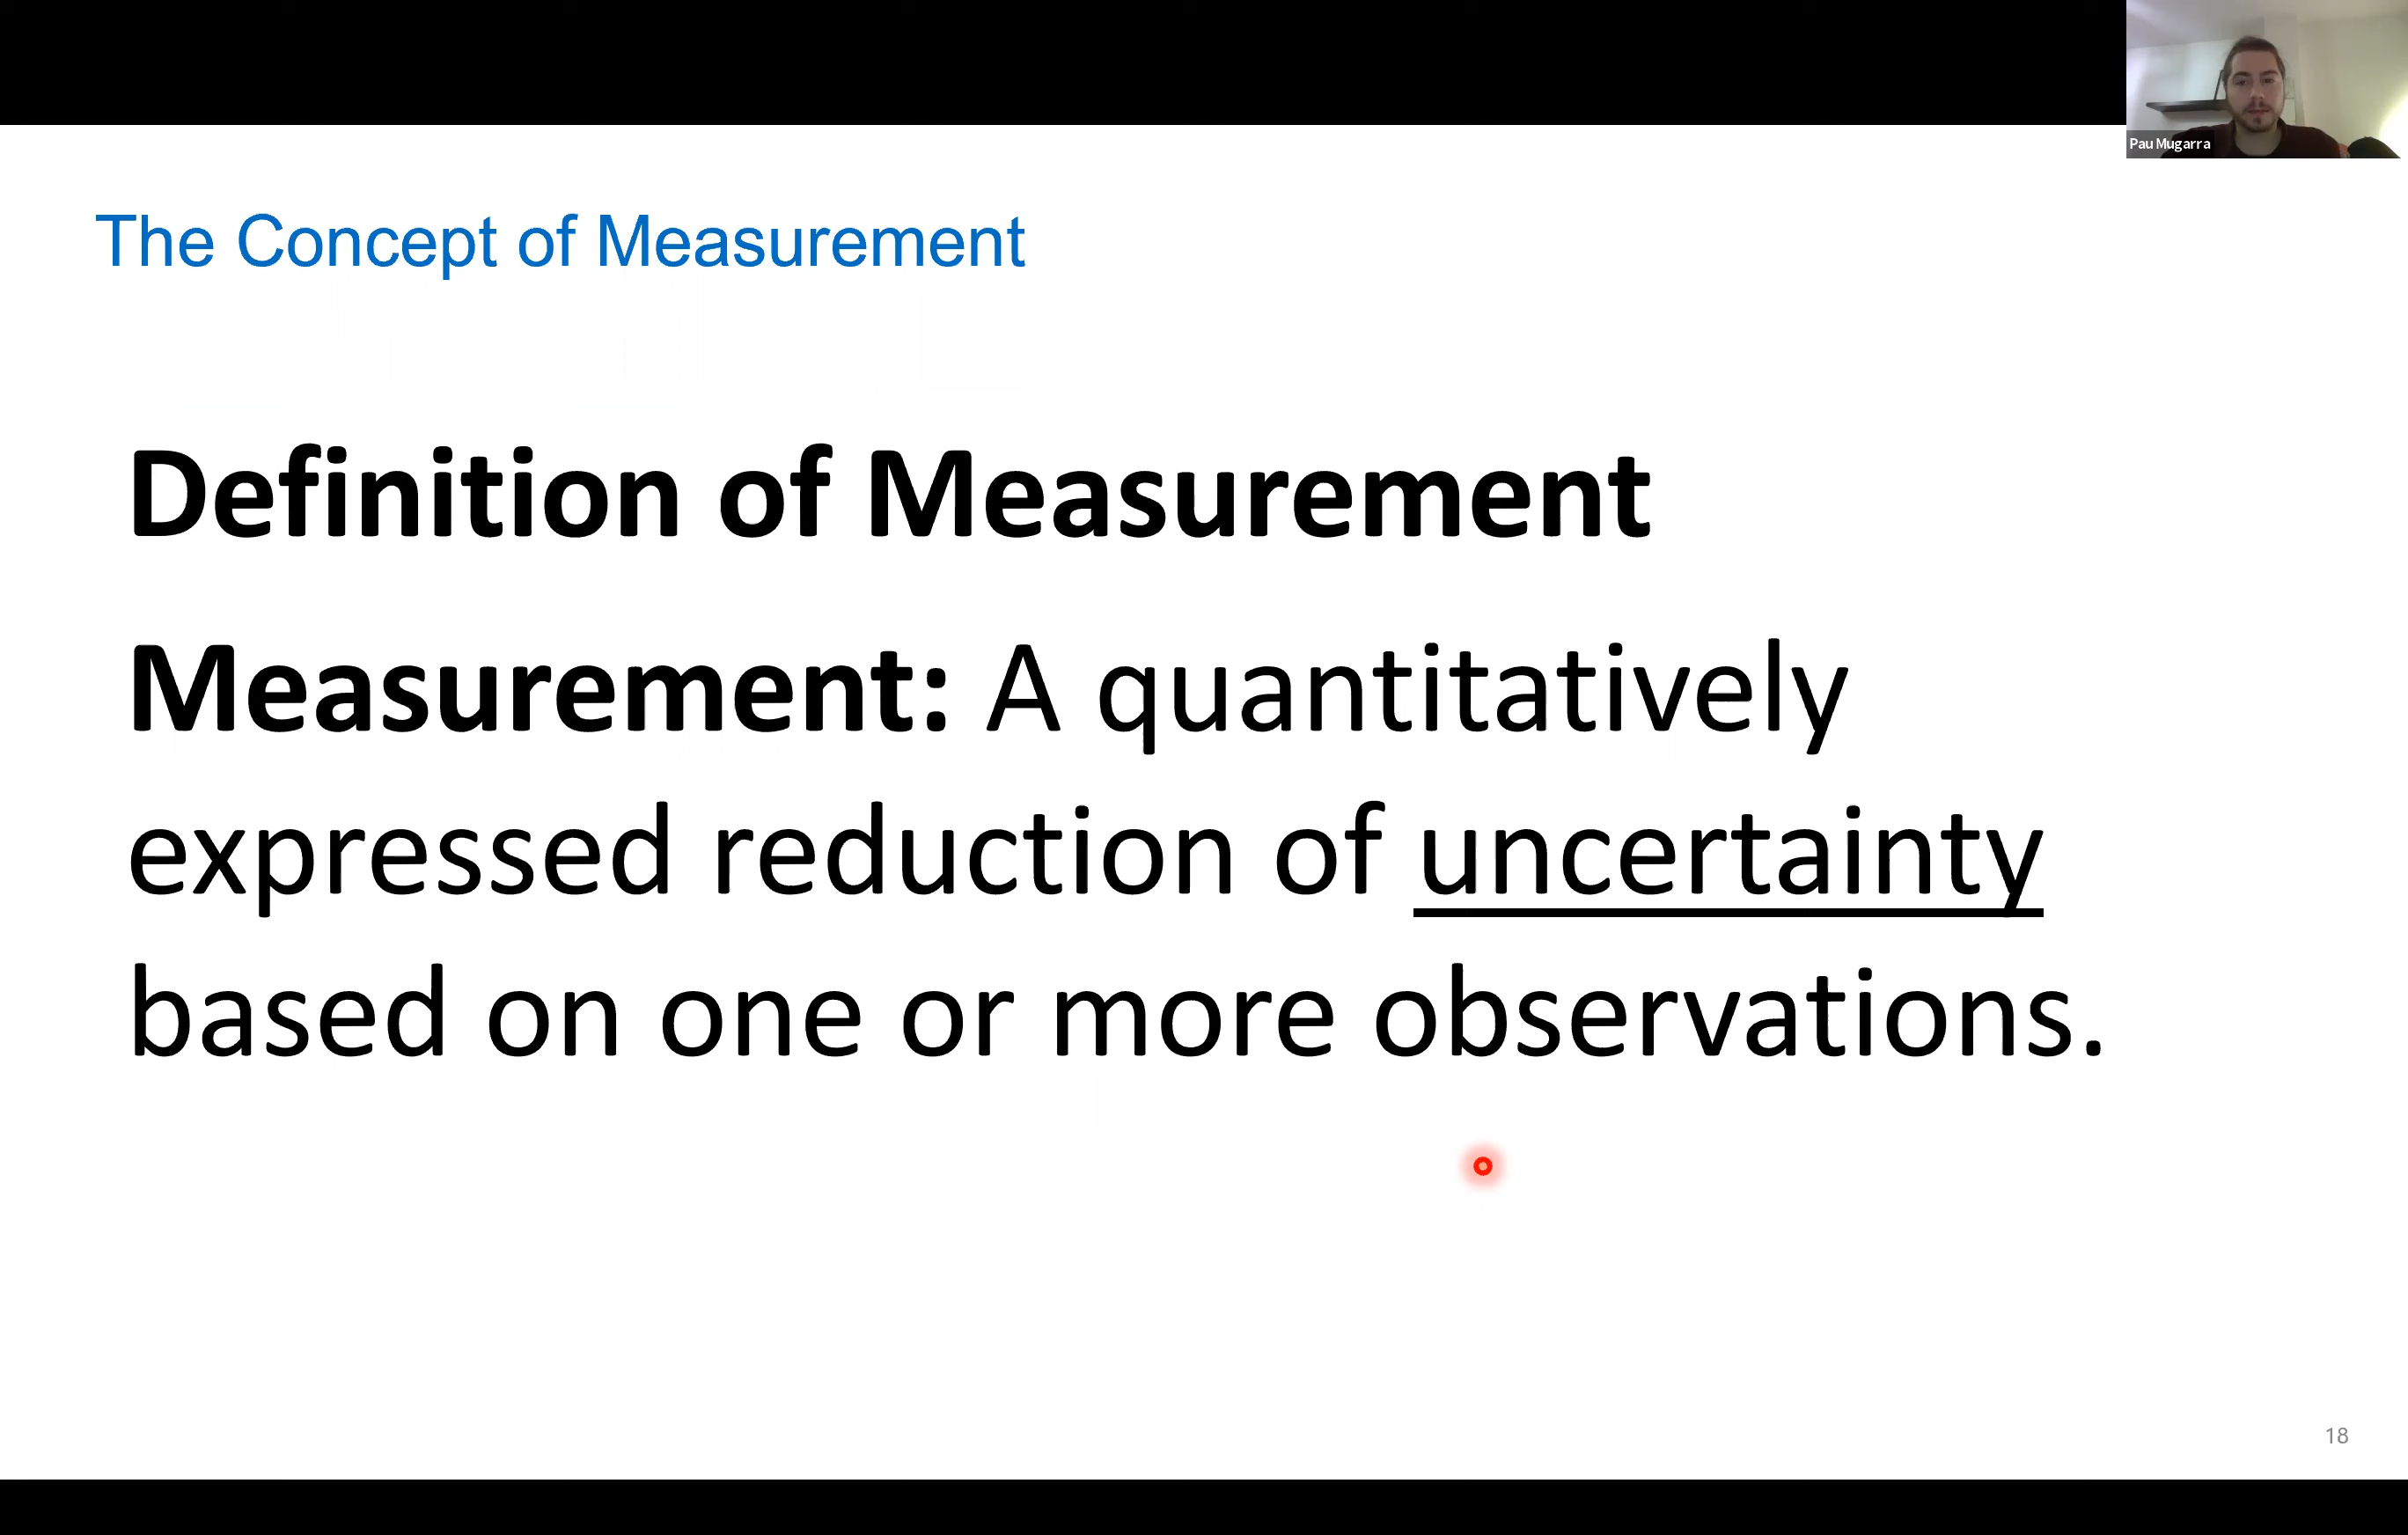 Pau Mugarra
The Concept of Measurement
Definition of Measurement
Measurement: A quantitatively
expressed reduction of uncertainty
based on one or more observations.
18